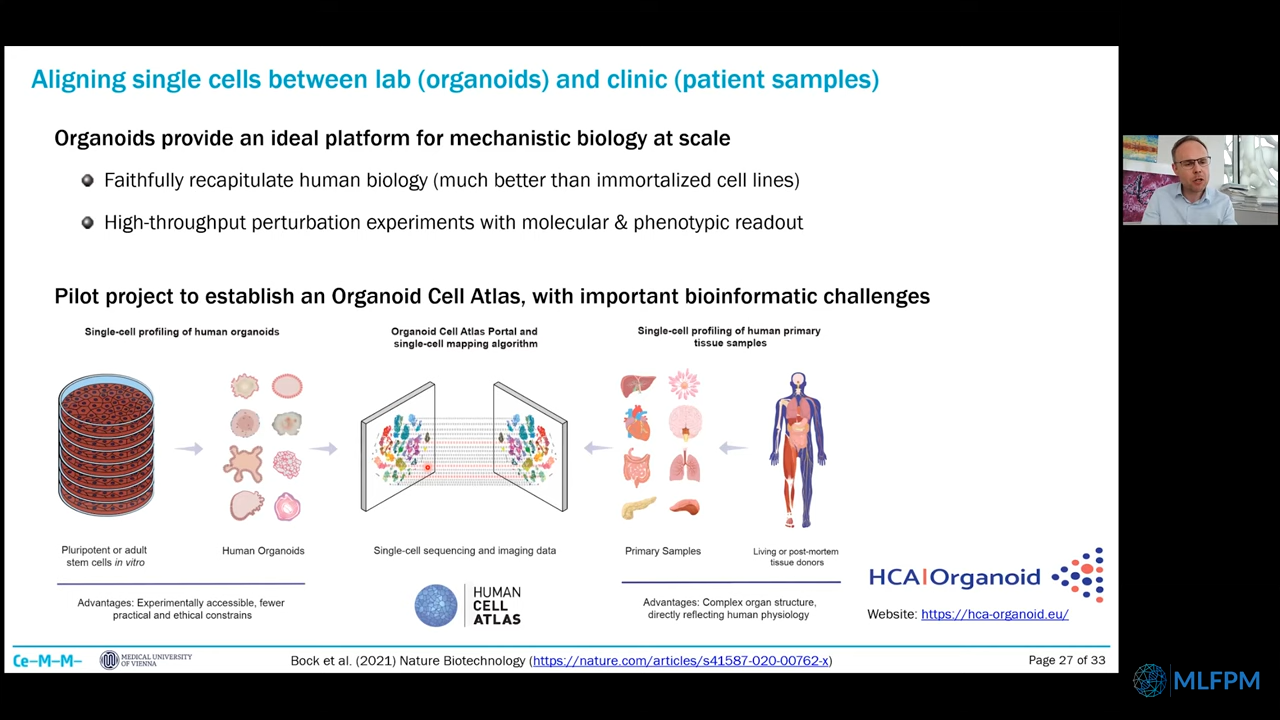 Aligning single cells between lab (organoids) and clinic (patient samples)
Organoids provide an ideal platform for mechanistic biology at scale
Faithfully recapitulate human biology (much better than immortalized cell lines)
High-throughput perturbation experiments with molecular & phenotypic readout
Pilot project to establish an Organoid Cell Atlas, with important bioinformatic challenges
Single-cell profiling of human organoids
Organoid Cell Atlas Portal and
single-cell mapping algorithm
Single-cell profiling of human primary
tissue samples
Pluripotent or adult
stem cells in vitro
Human Organoids
Single-cell sequencing and imaging data
Primary Samples
Living or post-mortem
tissue donors
Advantages: Experimentally accessible, fewer
practical and ethical constrains
HUMAN
CELL
ATLAS
Advantages: Complex organ structure,
directly reflecting human physiology
HCA|Organoid
Website: https://hca-organoid.eu/
Ce-M-M-
MEDICAL UNIVERSITY
OF VIENNA
Bock et al. (2021) Nature Biotechnology (https://nature.com/articles/s41587-020-00762-x)
Page 27 of 33
MLFPM